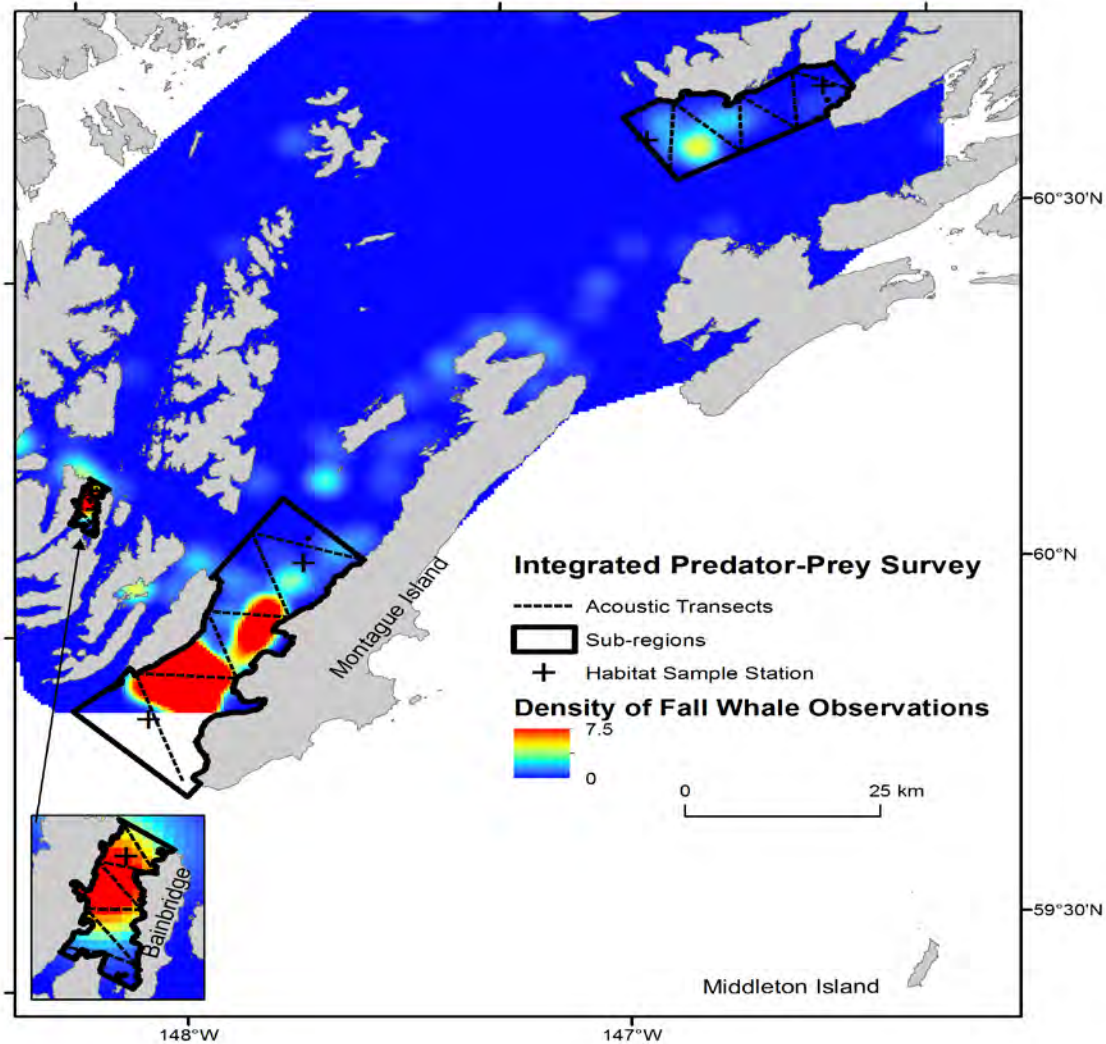 60°30'N
60°N
Montague Island
Integrated Predator-Prey Survey
Acoustic Transects
Sub-regions
Habitat Sample Station
Density of Fall Whale Observations
7.5
0
0 25 km
Bainbridge
59°30'N
Middleton Island
148°W 147°W